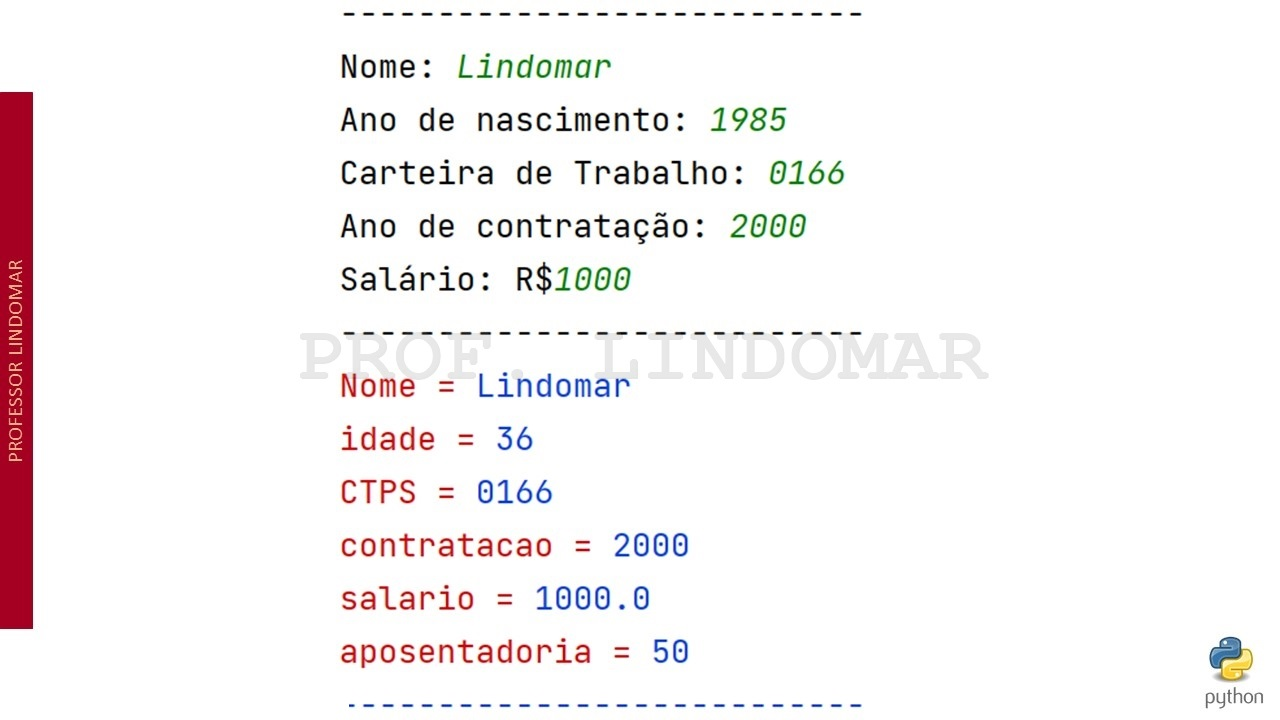 ---------------------------
Nome: Lindomar
Ano de nascimento: 1985
Carteira de Trabalho: 0166
Ano de contratação: 2000
Salário: R$1000
---------------------------
PROF. LINDOMAR
Nome = Lindomar
idade = 36
CTPS = 0166
contratacao = 2000
salario = 1000.0
aposentadoria = 50
---------------------------
PROFESSOR LINDOMAR
python